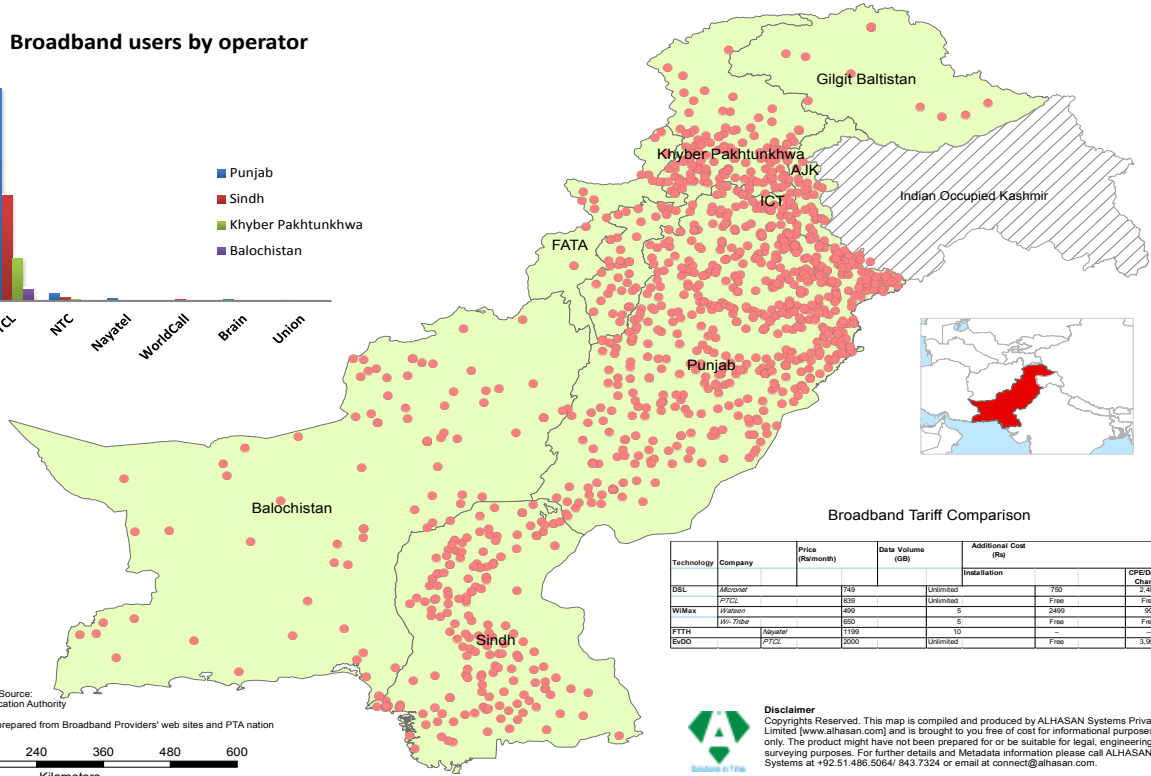 Broadband users by operator
Punjab
Sindh
Khyber Pakhtunkhwa
Balochistan
NTC
Nayatel
WorldCall
Brain
Union
Gilgit Baltistan
Khyber Pakhtunkhwa
AJK
Indian Occupied Kashmir
ICT
FATA
Punjab
Balochistan
Sindh
Broadband Tariff Comparison
Technology Company Price (Rs/month) Data Volume (GB) Additional Cost (Rs)
Installation
DSL Micronet 749 Unlimited 750
PTCL 839 Unlimited Free
WiMax Wateen 499 5 2499
Wi-Tribe 650 5 Free
FTTH Nayatel 1199 10 –
EvDO PTCL 2000 Unlimited Free
Source:
Authority
prepared from Broadband Providers' web sites and PTA nation
240 360 480 600
Kilometers
Solutions in Time
Disclaimer
Copyrights Reserved. This map is compiled and produced by ALHASAN Systems
Limited [www.alhasan.com] and is brought to you free of cost for informational purposes
only. The product might have not been prepared for or be suitable for legal, engineering,
surveying purposes. For further details and Metadata information please call ALHASAN
Systems at +92.51.486.5064/ 843.7324 or email at connect@alhasan.com.